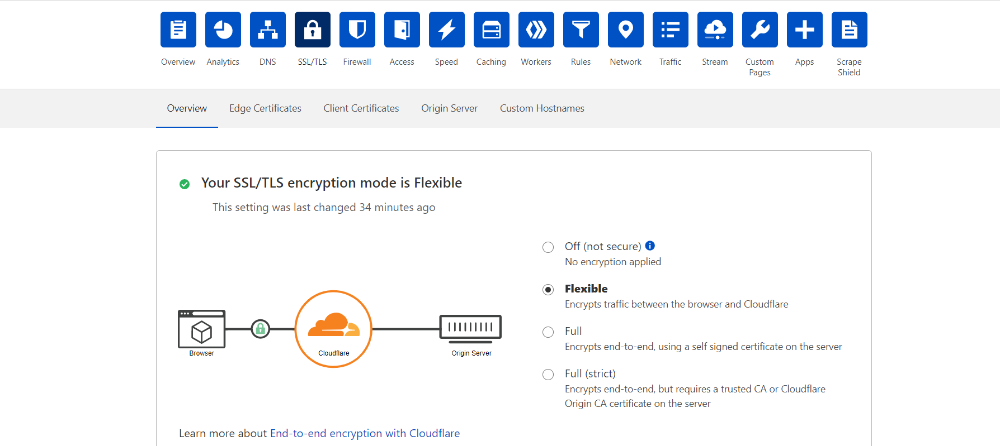 Overview Analytics DNS SSL/TLS Firewall Access Speed Caching Workers Rules Network Traffic Stream Custom Pages Apps Scrape Shield
Overview Edge Certificates Client Certificates Origin Server Custom Hostnames
Your SSL/TLS encryption mode is Flexible
This setting was last changed 34 minutes ago
Off (not secure)
No encryption applied
Flexible
Encrypts traffic between the browser and Cloudflare
Full
Encrypts end-to-end, using a self signed certificate on the server
Full (strict)
Encrypts end-to-end, but requires a trusted CA or Cloudflare
Origin CA certificate on the server
Browser Cloudflare Origin Server
Learn more about End-to-end encryption with Cloudflare